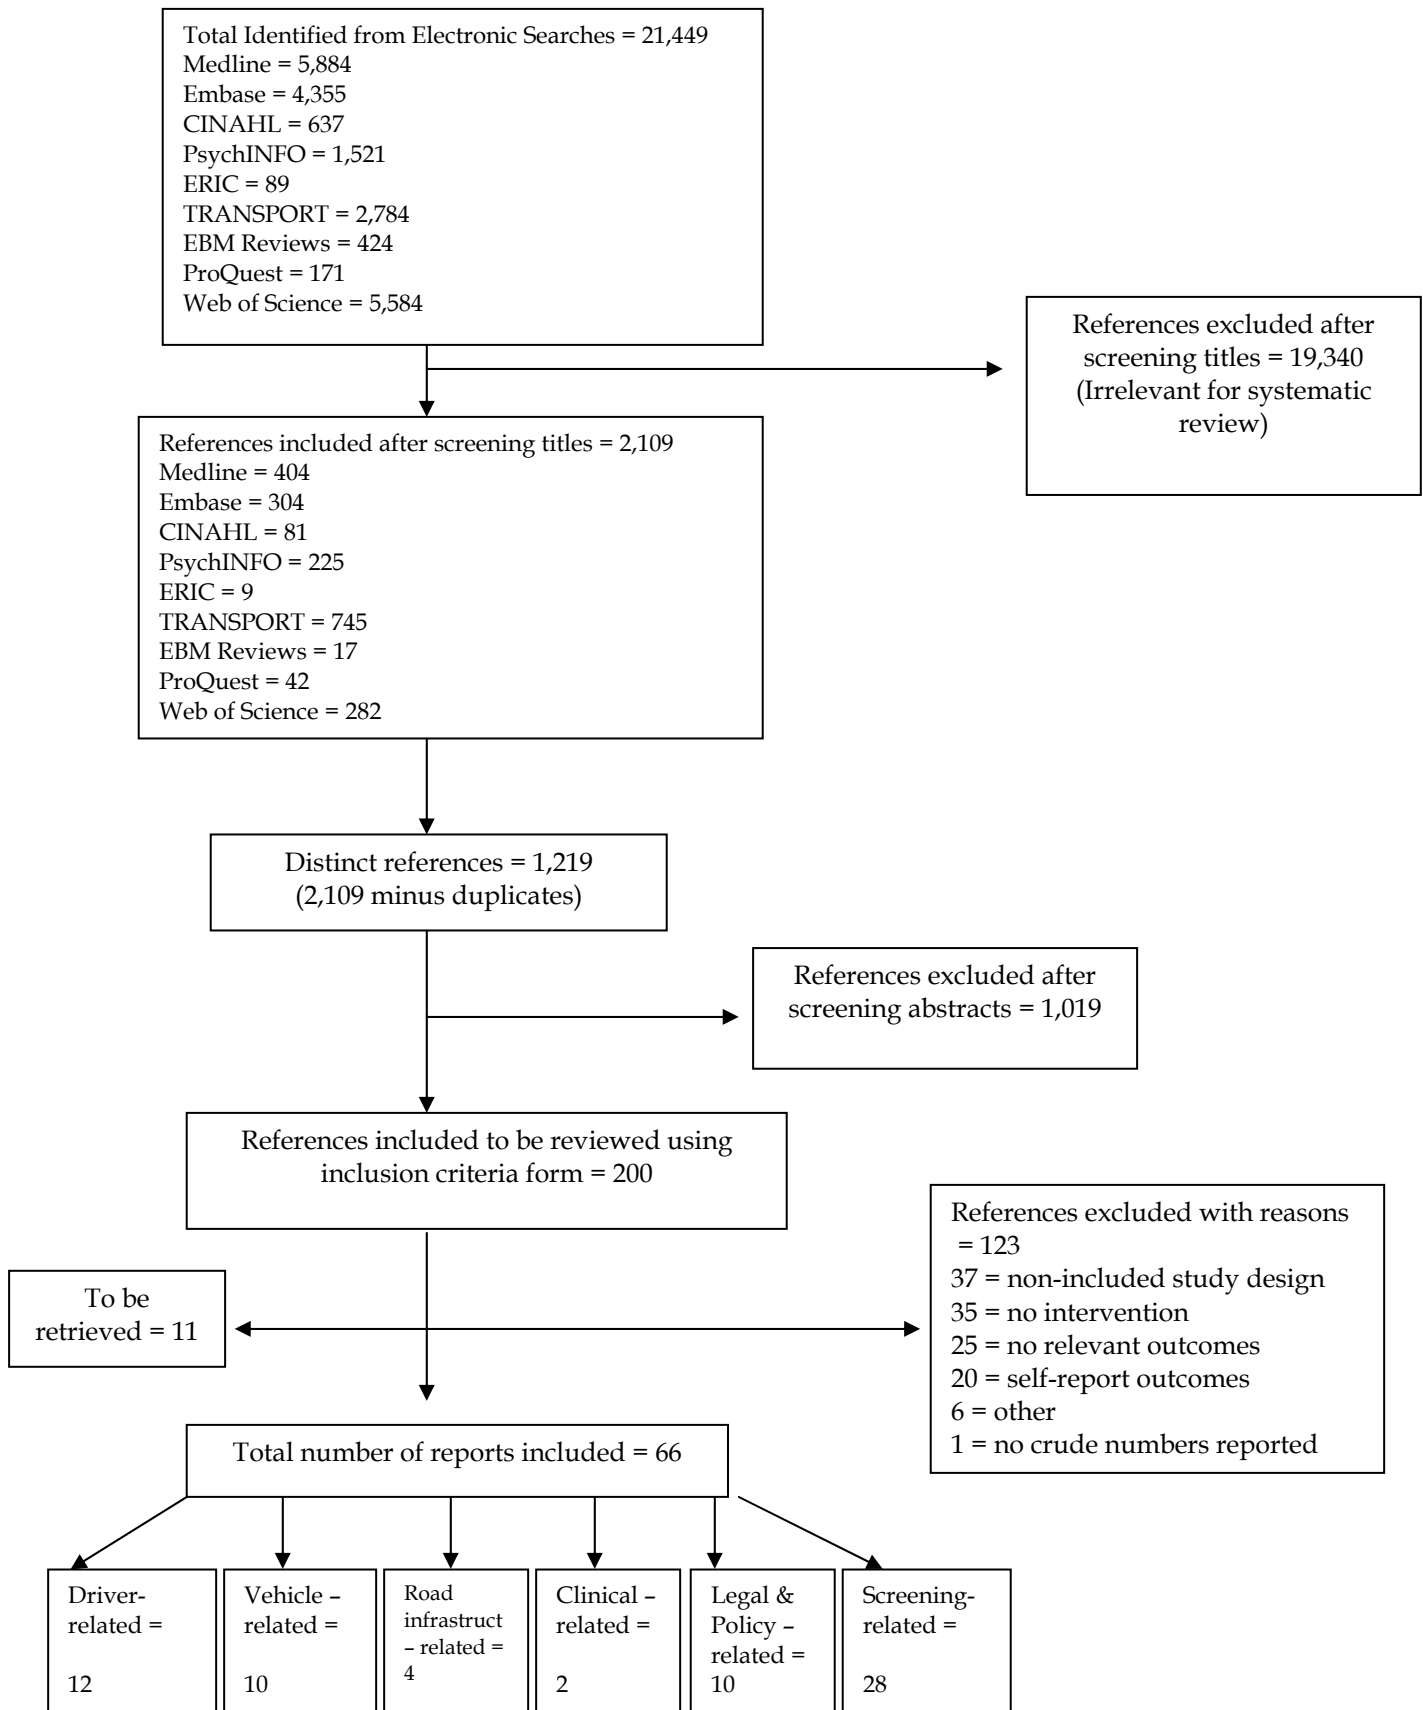 Total Identified from Electronic Searches = 21,449
Medline = 5,884
Embase = 4,355
CINAHL = 637
PsychINFO = 1,521
ERIC = 89
TRANSPORT = 2,784
EBM Reviews = 424
ProQuest = 171
Web of Science = 5,584
References excluded after
screening titles = 19,340
(Irrelevant for systematic
review)
References included after screening titles = 2,109
Medline = 404
Embase = 304
CINAHL = 81
PsychINFO = 225
ERIC = 9
TRANSPORT = 745
EBM Reviews = 17
ProQuest = 42
Web of Science = 282
Distinct references = 1,219
(2,109 minus duplicates)
References excluded after
screening abstracts = 1,019
References included to be reviewed using
inclusion criteria form = 200
References excluded with reasons
= 123
37 = non-included study design
35 = no intervention
25 = no relevant outcomes
20 = self-report outcomes
6 = other
1 = no crude numbers reported
To be
retrieved = 11
Total number of reports included = 66
Driver-
related =
12
Vehicle –
related =
10
Road
infrastruct
– related =
4
Clinical –
related =
2
Legal &
Policy –
related =
10
Screening-
related =
28